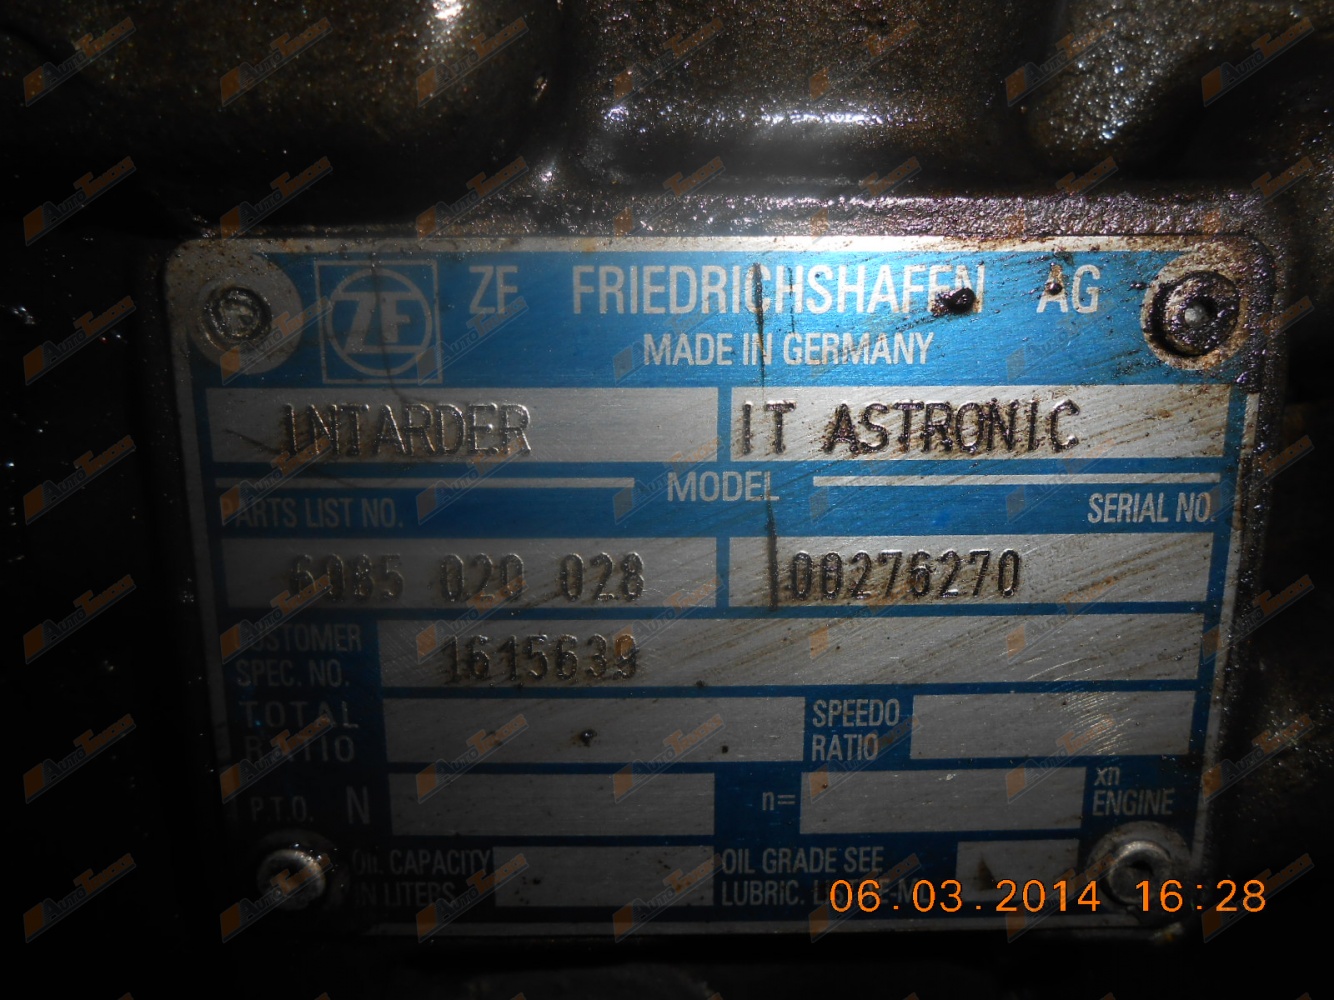 ZF ZF FRIEDRICHSHAFEN AG
MADE IN GERMANY
INTARDER IT ASTRONIC
MODEL
PARTS LIST NO. SERIAL NO.
6085 020 028 00276270
CUSTOMER
SPEC. NO. 1615639
TOTAL
RATIO
SPEEDO
RATIO
P.T.O. N n= xn
ENGINE
OIL CAPACITY
IN LITERS
OIL GRADE SEE
LUBRIC.
06.03.2014 16:28